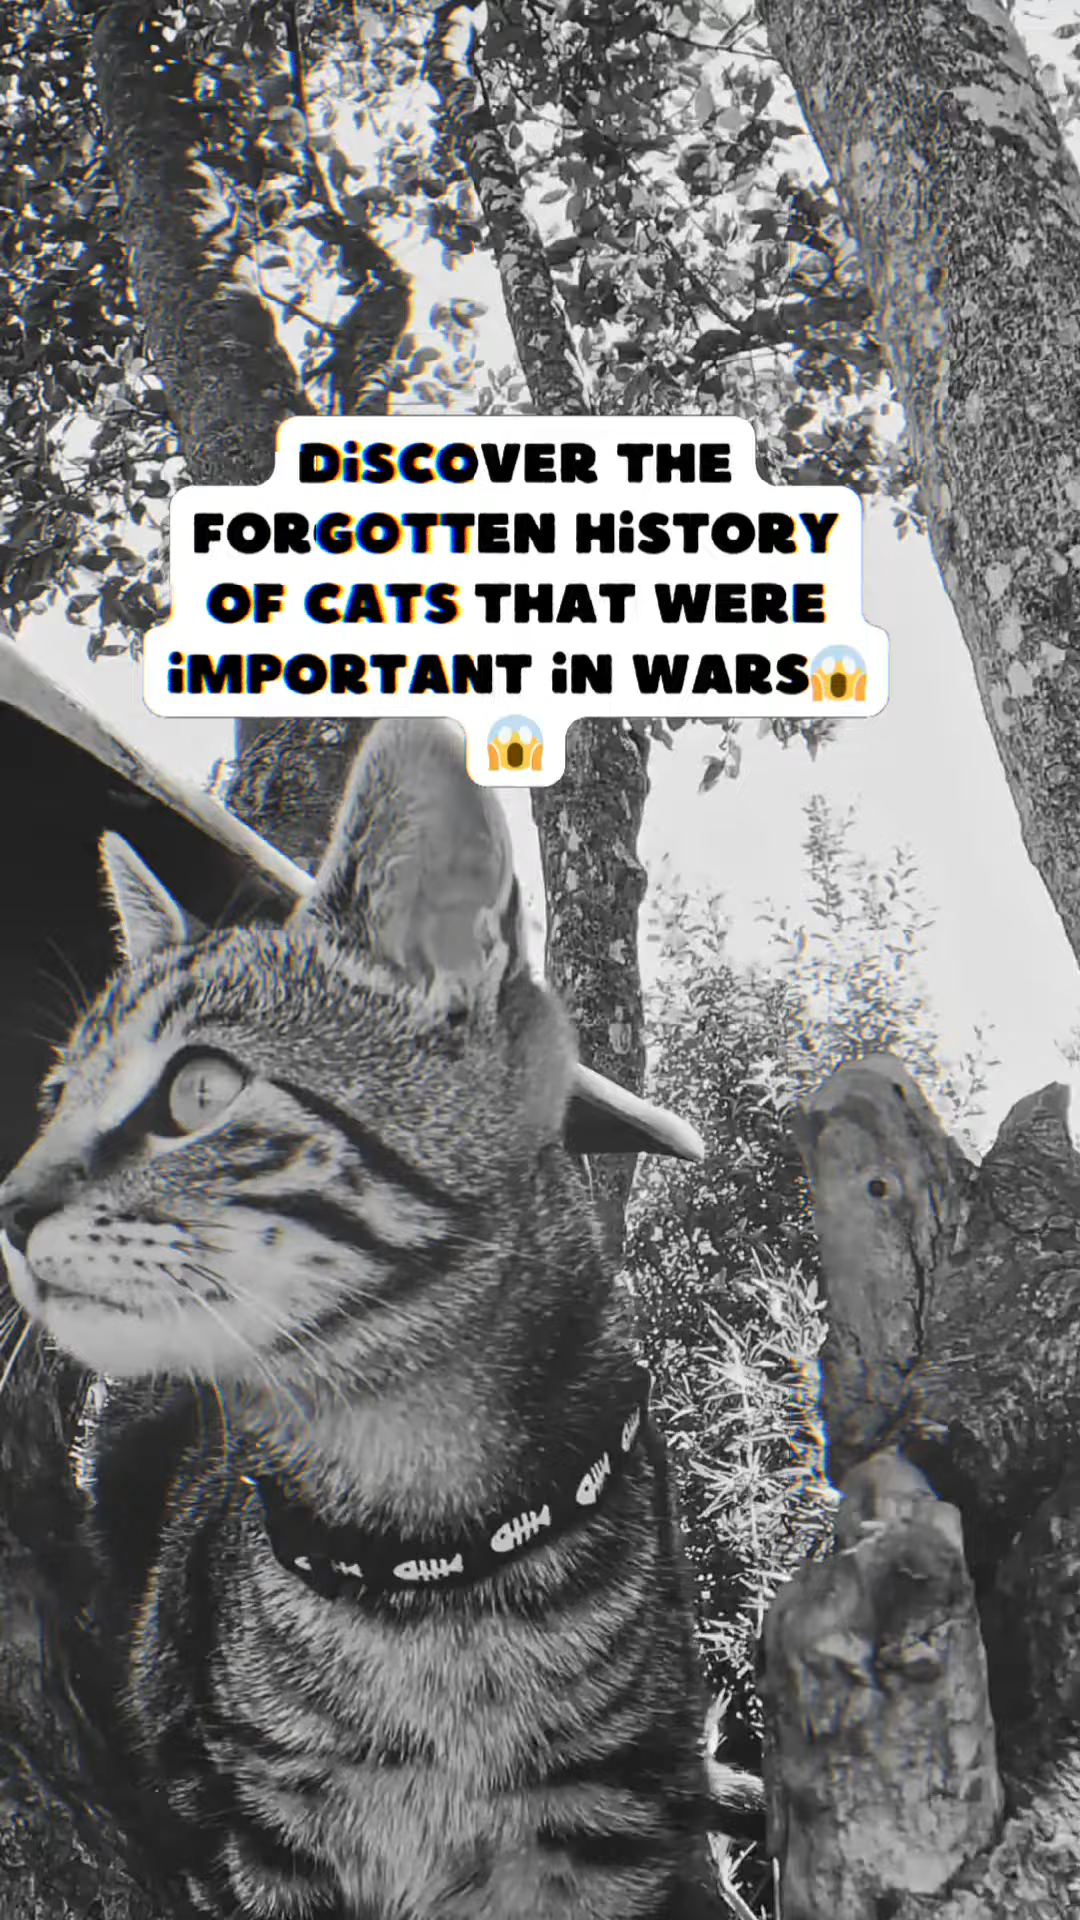 DiSCOVER THE
FORGOTTEN HiSTORY
OF CATS THAT WERE
iMPORTANT iN WARS😱
😱